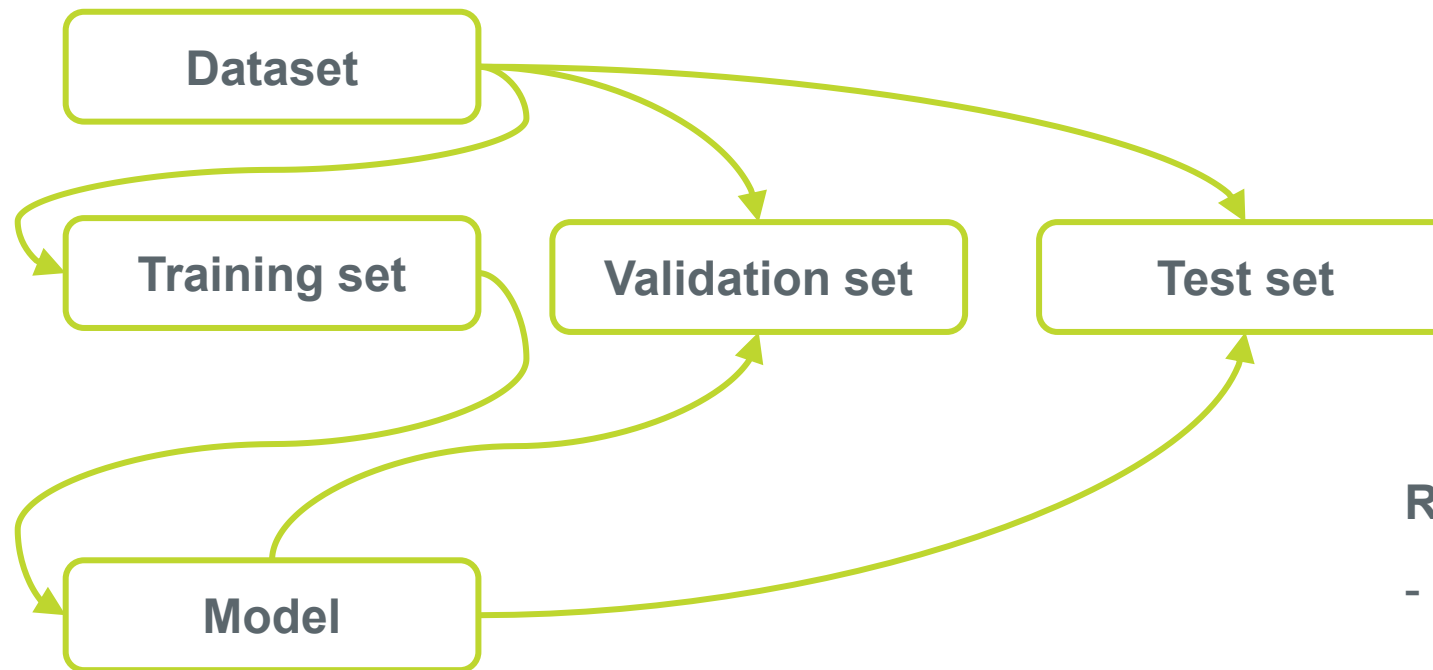 Dataset
Training set
Validation set
Test set
R
-
Model